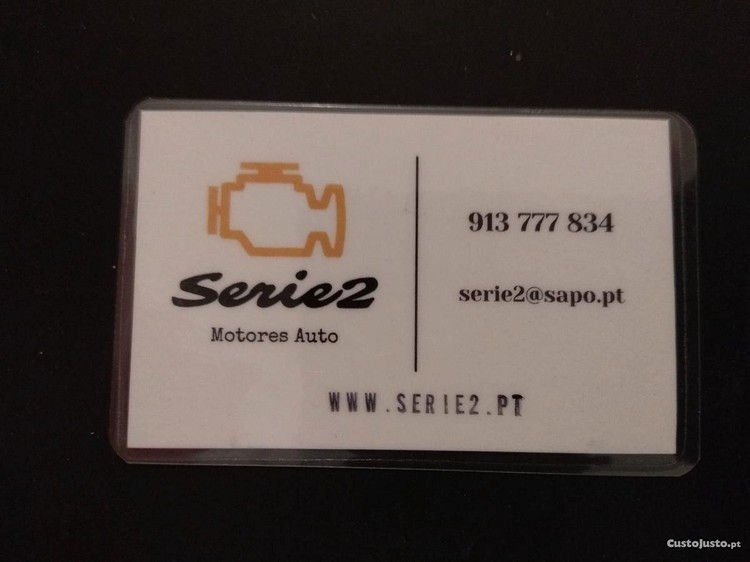 Serie2
Motores Auto
913 777 834
serie2@sapo.pt
WWW.SERIE2.PT
CustoJusto.pt